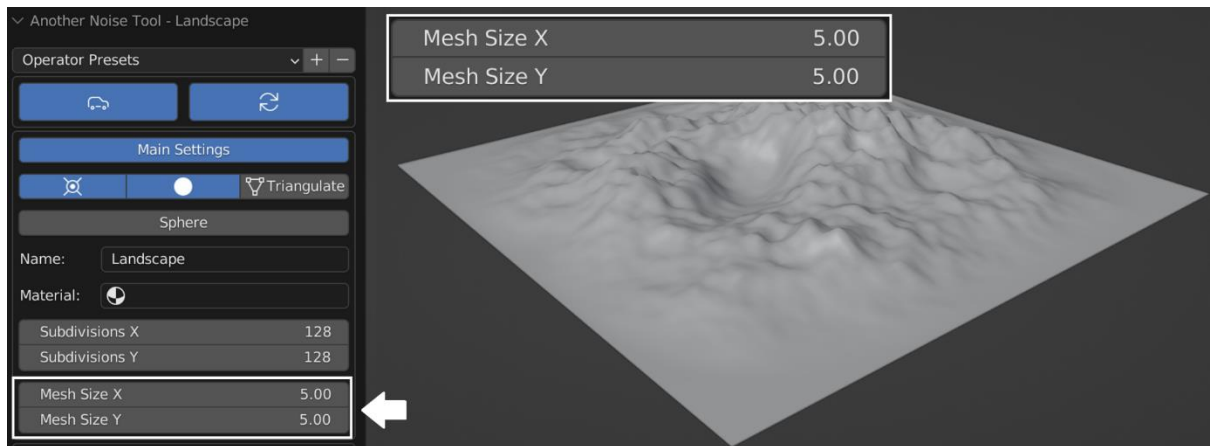 Another Noise Tool - Landscape
Operator Presets
Main Settings
Triangulate
Sphere
Name: Landscape
Material:
Subdivisions X 128
Subdivisions Y 128
Mesh Size X 5.00
Mesh Size Y 5.00
Mesh Size X 5.00
Mesh Size Y 5.00